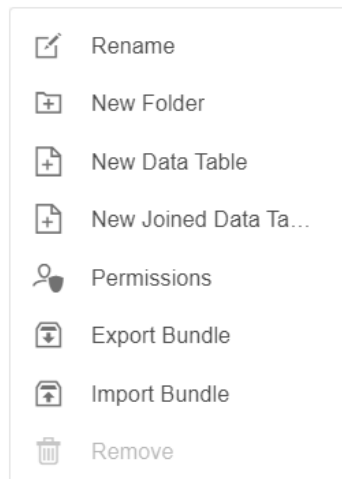 Rename
New Folder
New Data Table
New Joined Data Ta...
Permissions
Export Bundle
Import Bundle
Remove